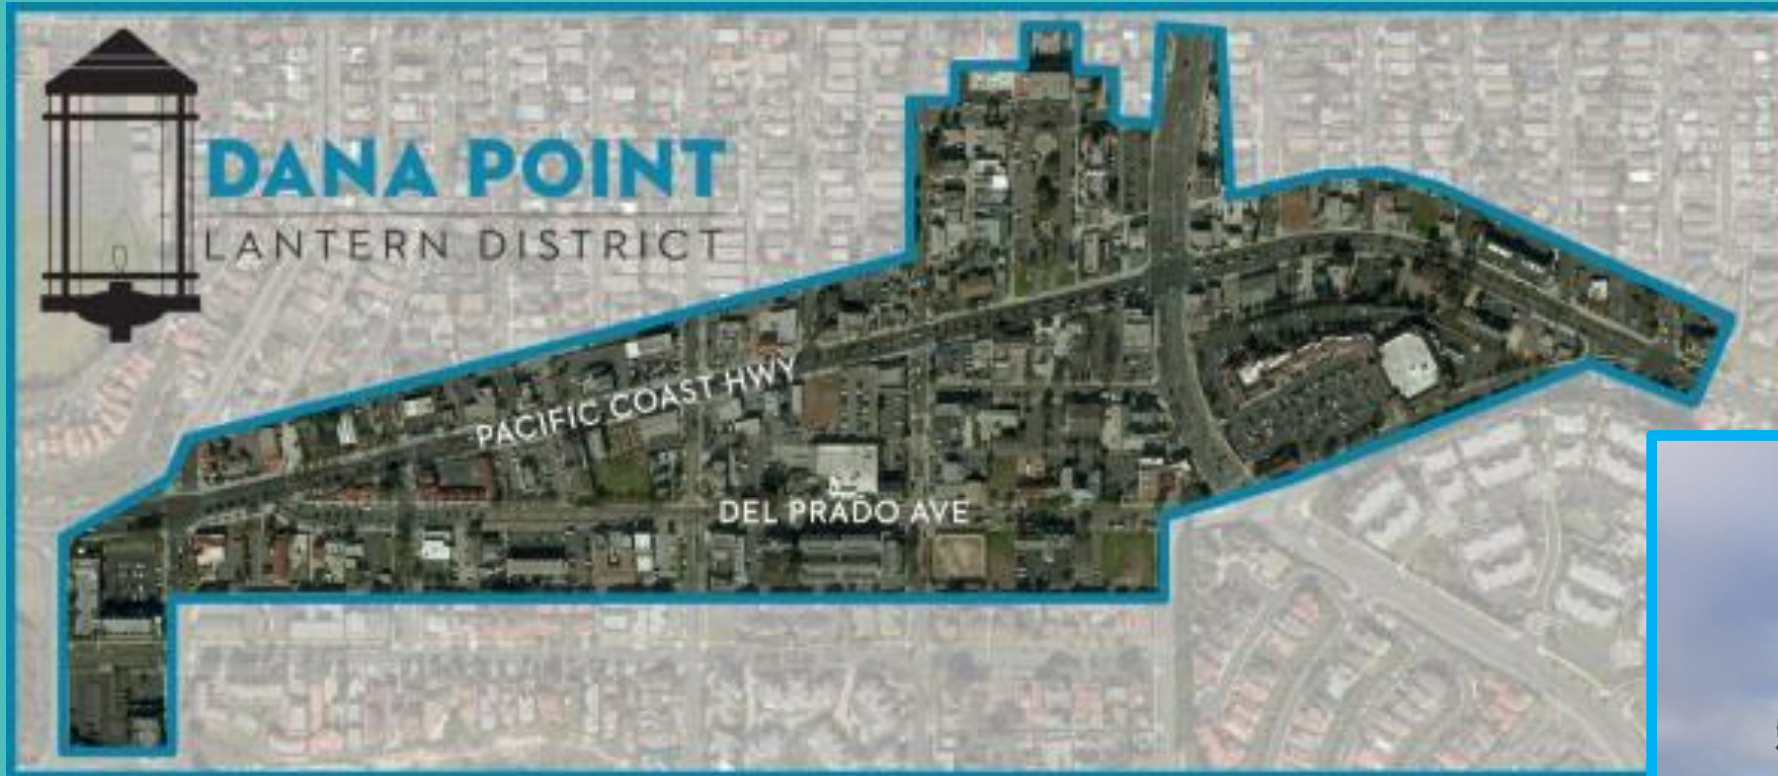 DANA POINT
LANTERN DISTRICT
PACIFIC COAST HWY
DEL PRADO AVE